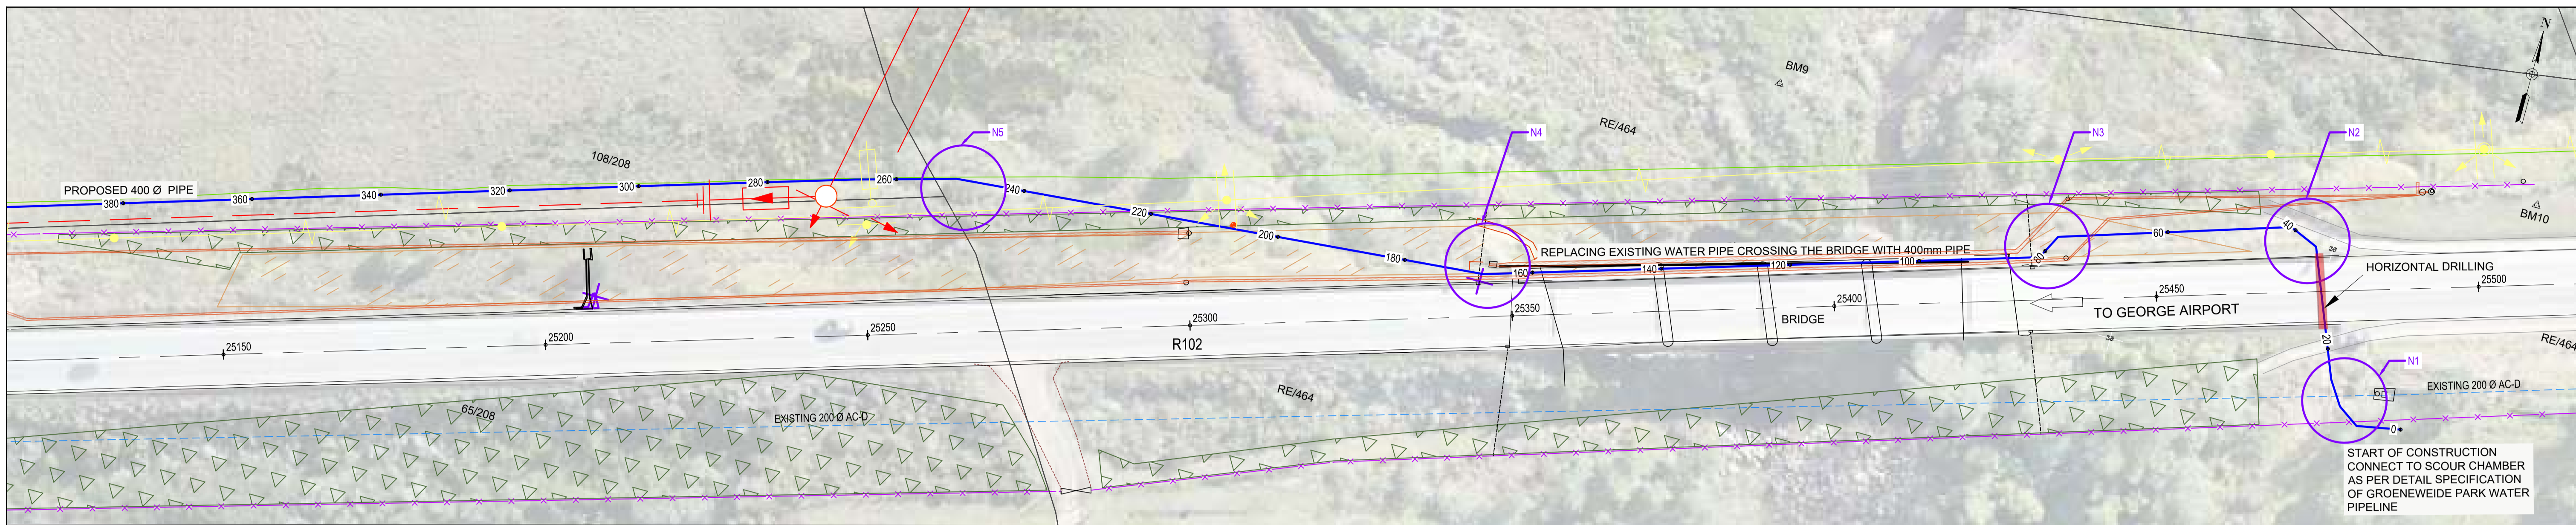 N
BM9
RE/464
N5
N4
N3
N2
108/208
PROPOSED 400 Ø PIPE
380
360
340
320
300
280
260
240
220
200
180
160
140
120
100
80
60
40
20
0
BM10
38
REPLACING EXISTING WATER PIPE CROSSING THE BRIDGE WITH 400mm PIPE
HORIZONTAL DRILLING
25150
25200
25250
25300
25350
25400
25450
25500
R102
BRIDGE
TO GEORGE AIRPORT
38
RE/464
N1
65/208
EXISTING 200 Ø AC-D
RE/464
EXISTING 200 Ø AC-D
START OF CONSTRUCTION
CONNECT TO SCOUR CHAMBER
AS PER DETAIL SPECIFICATION
OF GROENEWEIDE PARK WATER
PIPELINE